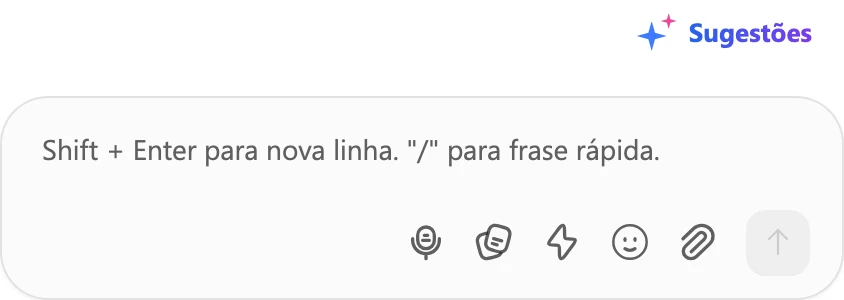 Sugestões
Shift + Enter para nova linha. "/" para frase rápida.